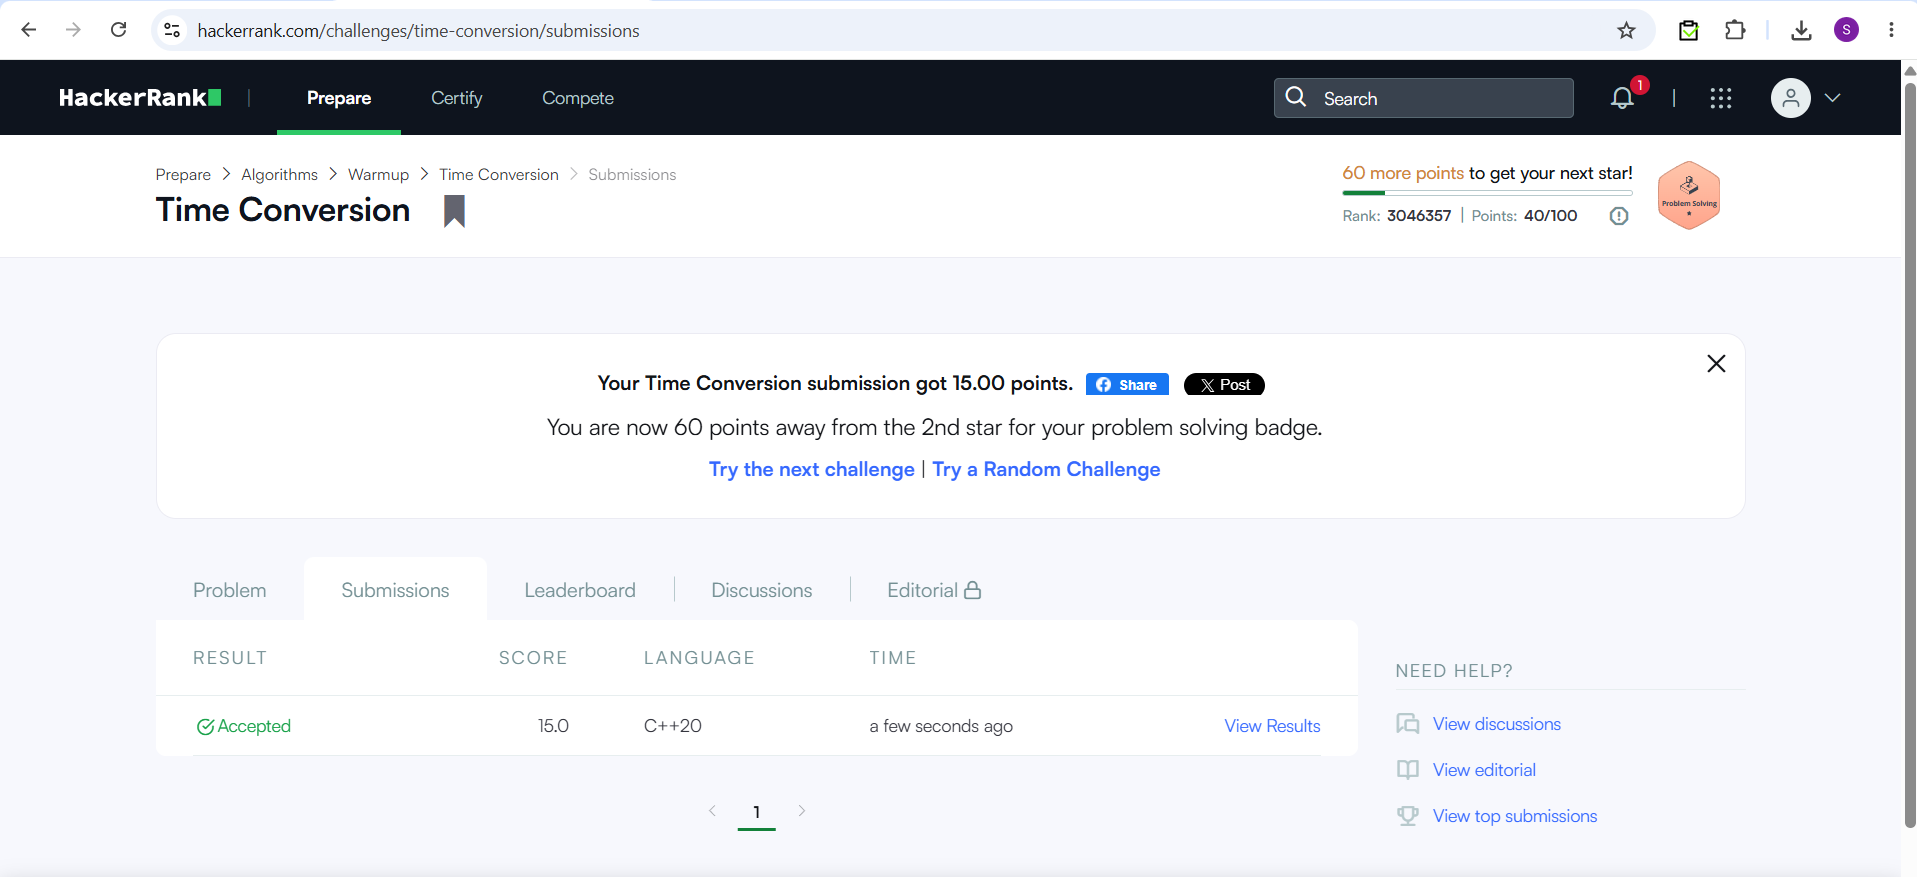 hackerrank.com/challenges/time-conversion/submissions
S
HackerRank
Prepare
Certify
Compete
Search
1
Prepare > Algorithms > Warmup > Time Conversion > Submissions
Time Conversion
60 more points to get your next star!
Rank: 3046357 | Points: 40/100
Problem Solving
Your Time Conversion submission got 15.00 points.
Share
Post
You are now 60 points away from the 2nd star for your problem solving badge.
Try the next challenge | Try a Random Challenge
Problem
Submissions
Leaderboard
Discussions
Editorial
RESULT SCORE LANGUAGE TIME
Accepted 15.0 C++20 a few seconds ago View Results
1
NEED HELP?
View discussions
View editorial
View top submissions